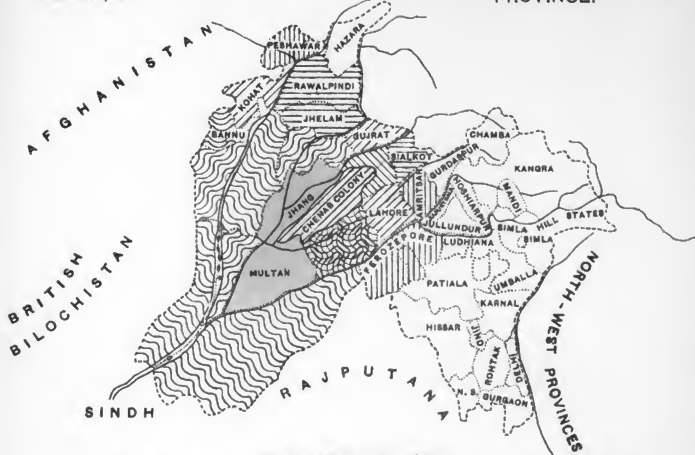 PROVINCE.
AFGHANISTAN
PESHAWAR
HAZARA
RAWALPINDI
KOHAT
JHELAM
BANNU
GUJRAT
CHAMBA
SIALKOT
GURDASPUR
KANGRA
JHANG
CHENAB COLONY
LAHORE
AMRITSAR
HOSHIARPUR
MANDI
JULLUNDUR
SIMLA HILL STATES
FEROZEPORE
LUDHIANA
SIMLA
MULTAN
BRITISH
BILOCHISTAN
PATIALA
UMBALLA
KARNAL
HISSAR
JIND
ROHTAK
DELHI
N. S.
GURGAON
NORTH-WEST PROVINCES
RAJPUTANA
SINDH